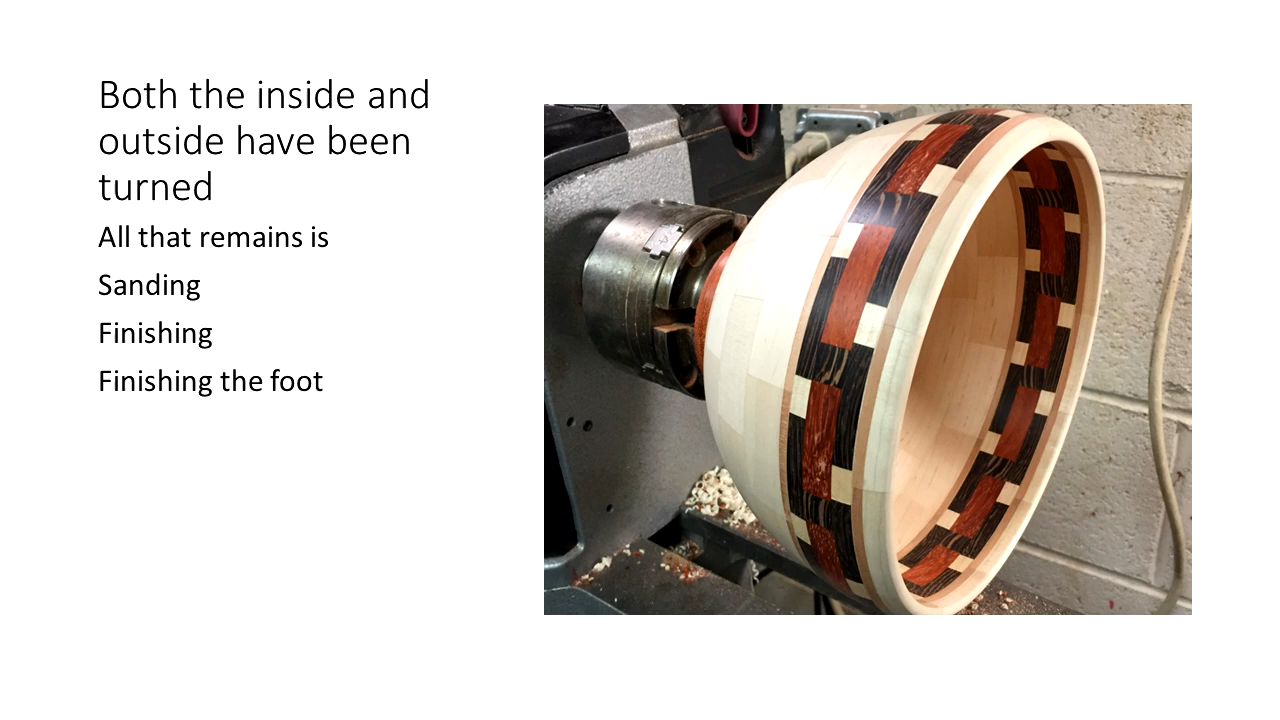 Both the inside and
outside have been
turned
All that remains is
Sanding
Finishing
Finishing the foot